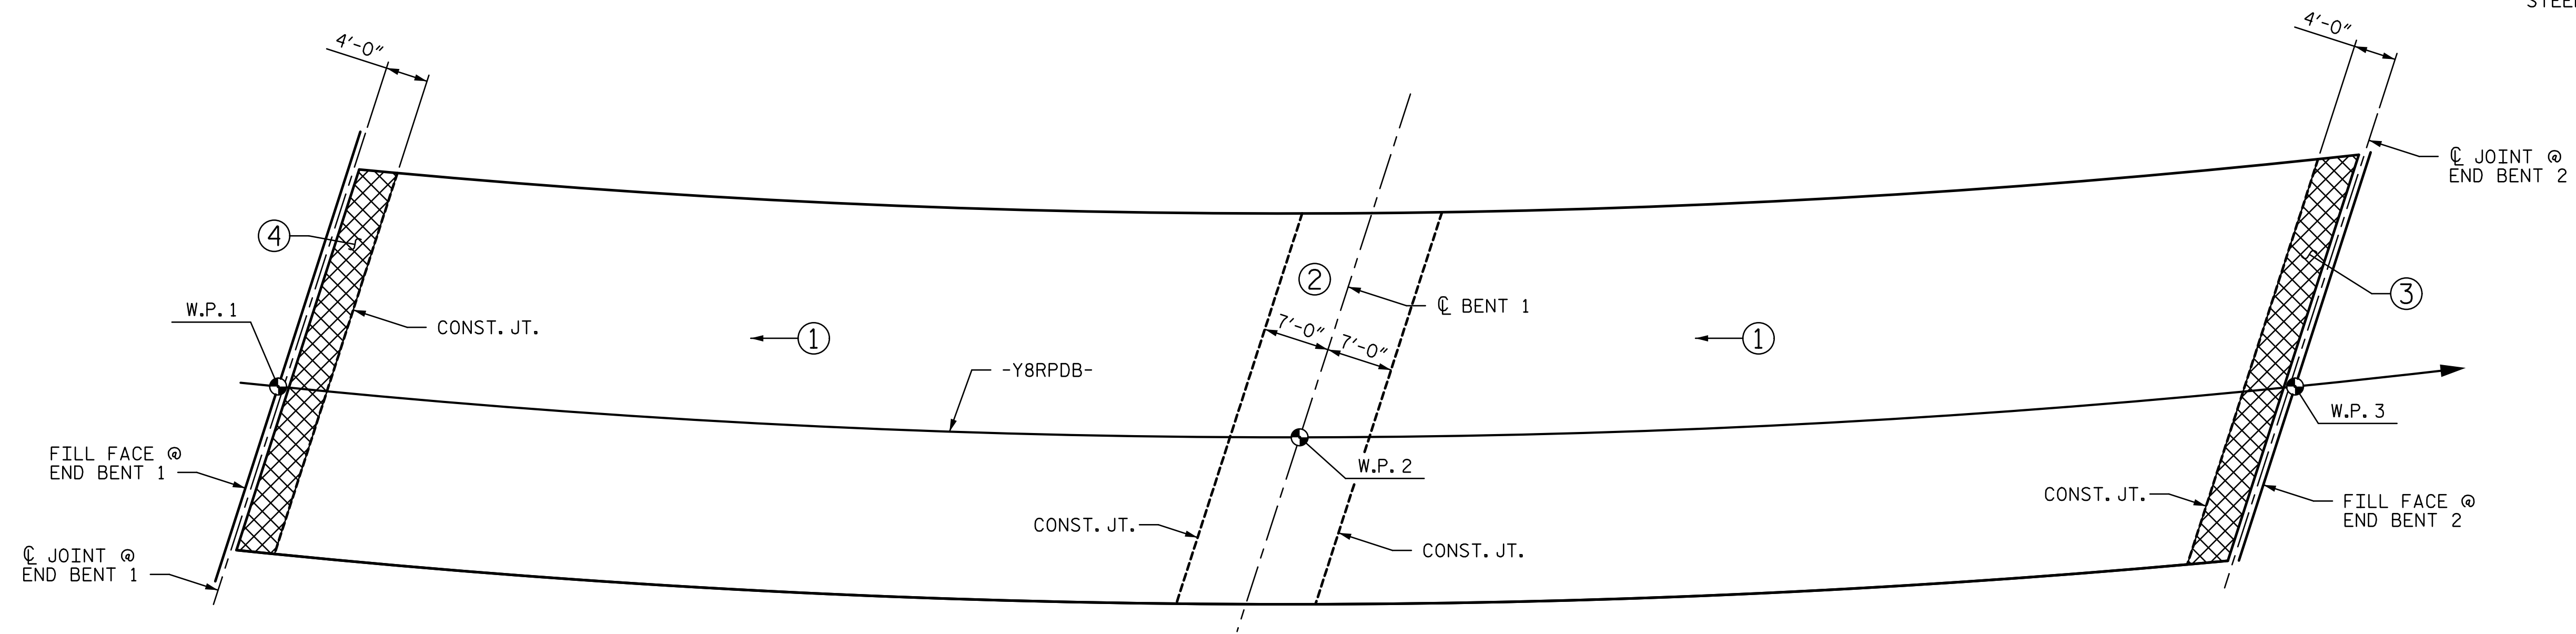 4'-0"
4'-0"
℄ JOINT @
END BENT 2
4
2
3
W.P. 1
CONST. JT.
℄ BENT 1
7'-0"
7'-0"
1
1
-Y8RPDB-
W.P. 3
FILL FACE @
END BENT 1
W.P. 2
CONST. JT.
FILL FACE @
END BENT 2
CONST. JT.
CONST. JT.
℄ JOINT @
END BENT 1